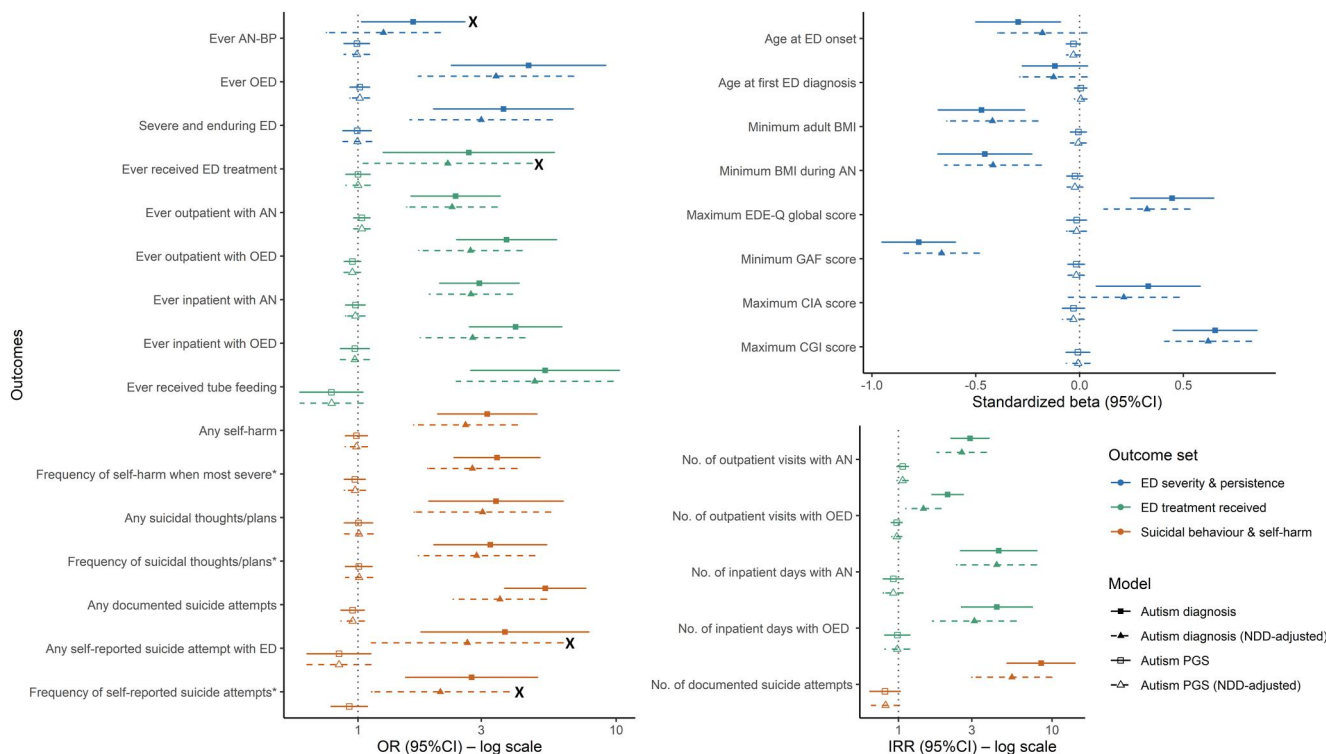 Outcomes
Ever AN-BP
Ever OED
Severe and enduring ED
Ever received ED treatment
Ever outpatient with AN
Ever outpatient with OED
Ever inpatient with AN
Ever inpatient with OED
Ever received tube feeding
Any self-harm
Frequency of self-harm when most severe*
Any suicidal thoughts/plans
Frequency of suicidal thoughts/plans*
Any documented suicide attempts
Any self-reported suicide attempt with ED
Frequency of self-reported suicide attempts*
X
X
X
X
1
3
10
OR (95%CI) – log scale
Age at ED onset
Age at first ED diagnosis
Minimum adult BMI
Minimum BMI during AN
Maximum EDE-Q global score
Minimum GAF score
Maximum CIA score
Maximum CGI score
-1.0
-0.5
0.0
0.5
Standardized beta (95%CI)
No. of outpatient visits with AN
No. of outpatient visits with OED
No. of inpatient days with AN
No. of inpatient days with OED
No. of documented suicide attempts
1
3
10
IRR (95%CI) – log scale
Outcome set
ED severity & persistence
ED treatment received
Suicidal behaviour & self-harm
Model
Autism diagnosis
Autism diagnosis (NDD-adjusted)
Autism PGS
Autism PGS (NDD-adjusted)